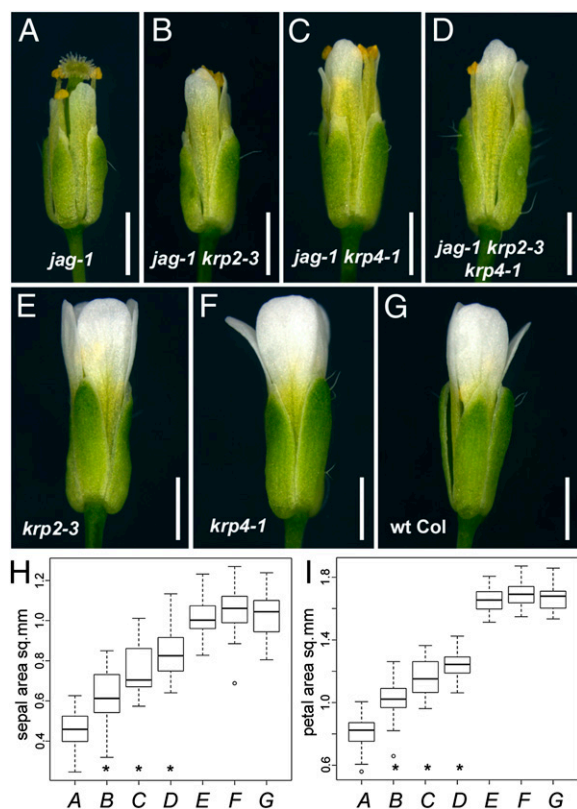 A
B
C
D
jag-1
jag-1 krp2-3
jag-1 krp4-1
jag-1 krp2-3
krp4-1
E
F
G
krp2-3
krp4-1
wt Col
H
I
sepal area sq.mm
0.4 0.6 0.8 1.0 1.2
* * *
A B C D E F G
petal area sq.mm
0.6 1.0 1.4 1.8
* * *
A B C D E F G